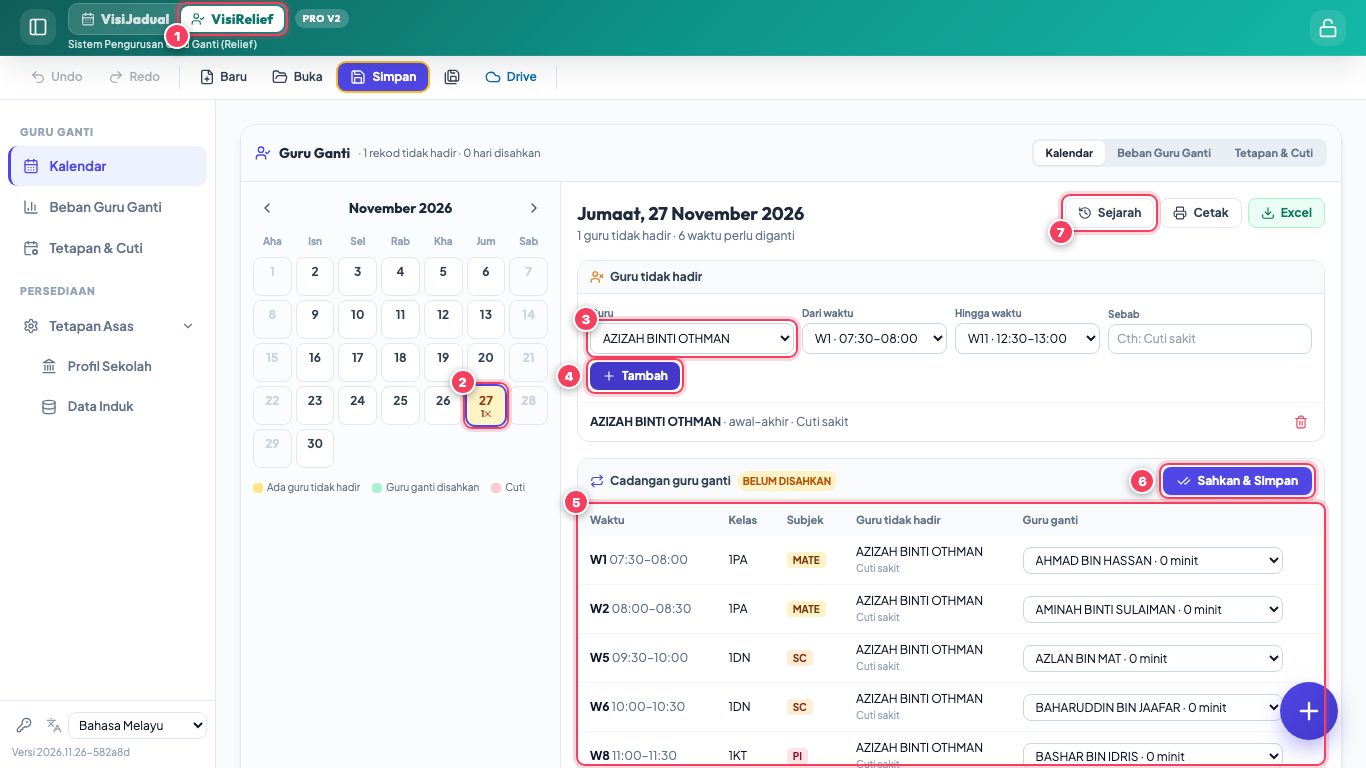 VisiJadual VisiRelief PRO V2
1
Sistem Pengurusan Guru Ganti (Relief)
Undo Redo Baru Buka Simpan Drive
GURU GANTI
Kalendar
Beban Guru Ganti
Tetapan & Cuti
PERSEDIAAN
Tetapan Asas
Profil Sekolah
Data Induk
Bahasa Melayu
Versi 2026.11.26-582a8d
Guru Ganti · 1 rekod tidak hadir · 0 hari disahkan
Kalendar Beban Guru Ganti Tetapan & Cuti
November 2026
Aha Isn Sel Rab Kha Jum Sab
1 2 3 4 5 6 7
8 9 10 11 12 13 14
15 16 17 18 19 20 21
2
22 23 24 25 26 27 28
1×
29 30
Ada guru tidak hadir Guru ganti disahkan Cuti
Jumaat, 27 November 2026
1 guru tidak hadir · 6 waktu perlu diganti
7 Sejarah Cetak Excel
Guru tidak hadir
3
Dari waktu Hingga waktu Sebab
AZIZAH BINTI OTHMAN W1 · 07:30–08:00 W11 · 12:30–13:00 Cth: Cuti sakit
4 Tambah
AZIZAH BINTI OTHMAN · awal–akhir · Cuti sakit
Cadangan guru ganti BELUM DISAHKAN 6 Sahkan & Simpan
5
Waktu Kelas Subjek Guru tidak hadir Guru ganti
W1 07:30–08:00 1PA MATE AZIZAH BINTI OTHMAN AHMAD BIN HASSAN · 0 minit
Cuti sakit
W2 08:00–08:30 1PA MATE AZIZAH BINTI OTHMAN AMINAH BINTI SULAIMAN · 0 minit
Cuti sakit
W5 09:30–10:00 1DN SC AZIZAH BINTI OTHMAN AZLAN BIN MAT · 0 minit
Cuti sakit
W6 10:00–10:30 1DN SC AZIZAH BINTI OTHMAN BAHARUDDIN BIN JAAFAR · 0 minit
Cuti sakit
W8 11:00–11:30 1KT PI AZIZAH BINTI OTHMAN BASHAR BIN IDRIS · 0 minit
Cuti sakit